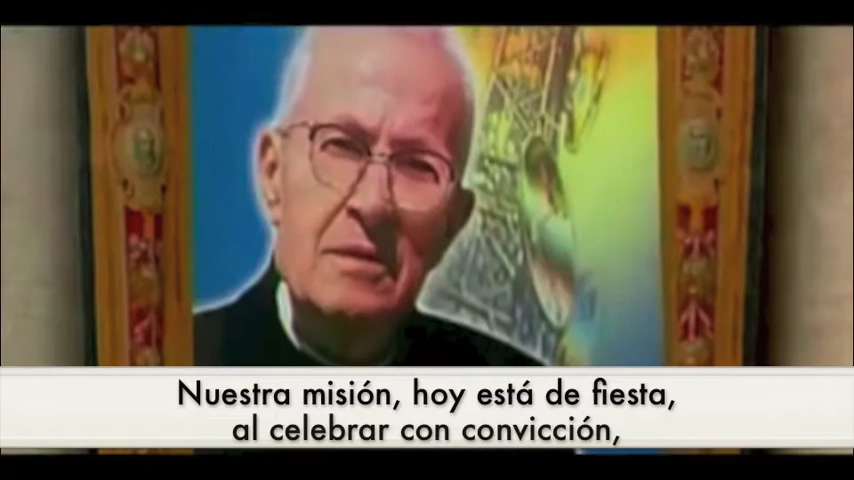 Nuestra misión, hoy está de fiesta,
al celebrar con convicción,